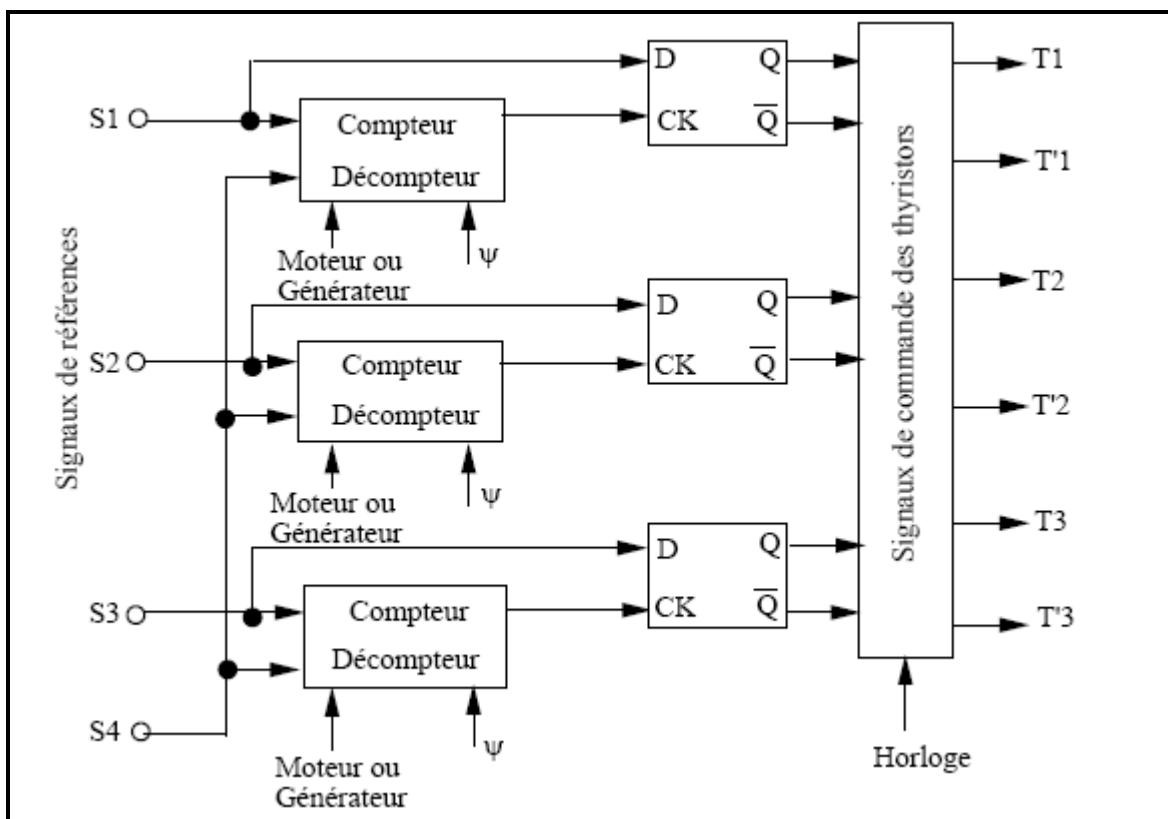 Signaux de références
S1
Compteur
Décompteur
Moteur ou
Générateur
ψ
D
Q
CK
Q̅
S2
Compteur
Décompteur
Moteur ou
Générateur
ψ
D
Q
CK
Q̅
S3
Compteur
Décompteur
Moteur ou
Générateur
ψ
D
Q
CK
Q̅
S4
Signaux de commande des thyristors
Horloge
T1
T'1
T2
T'2
T3
T'3